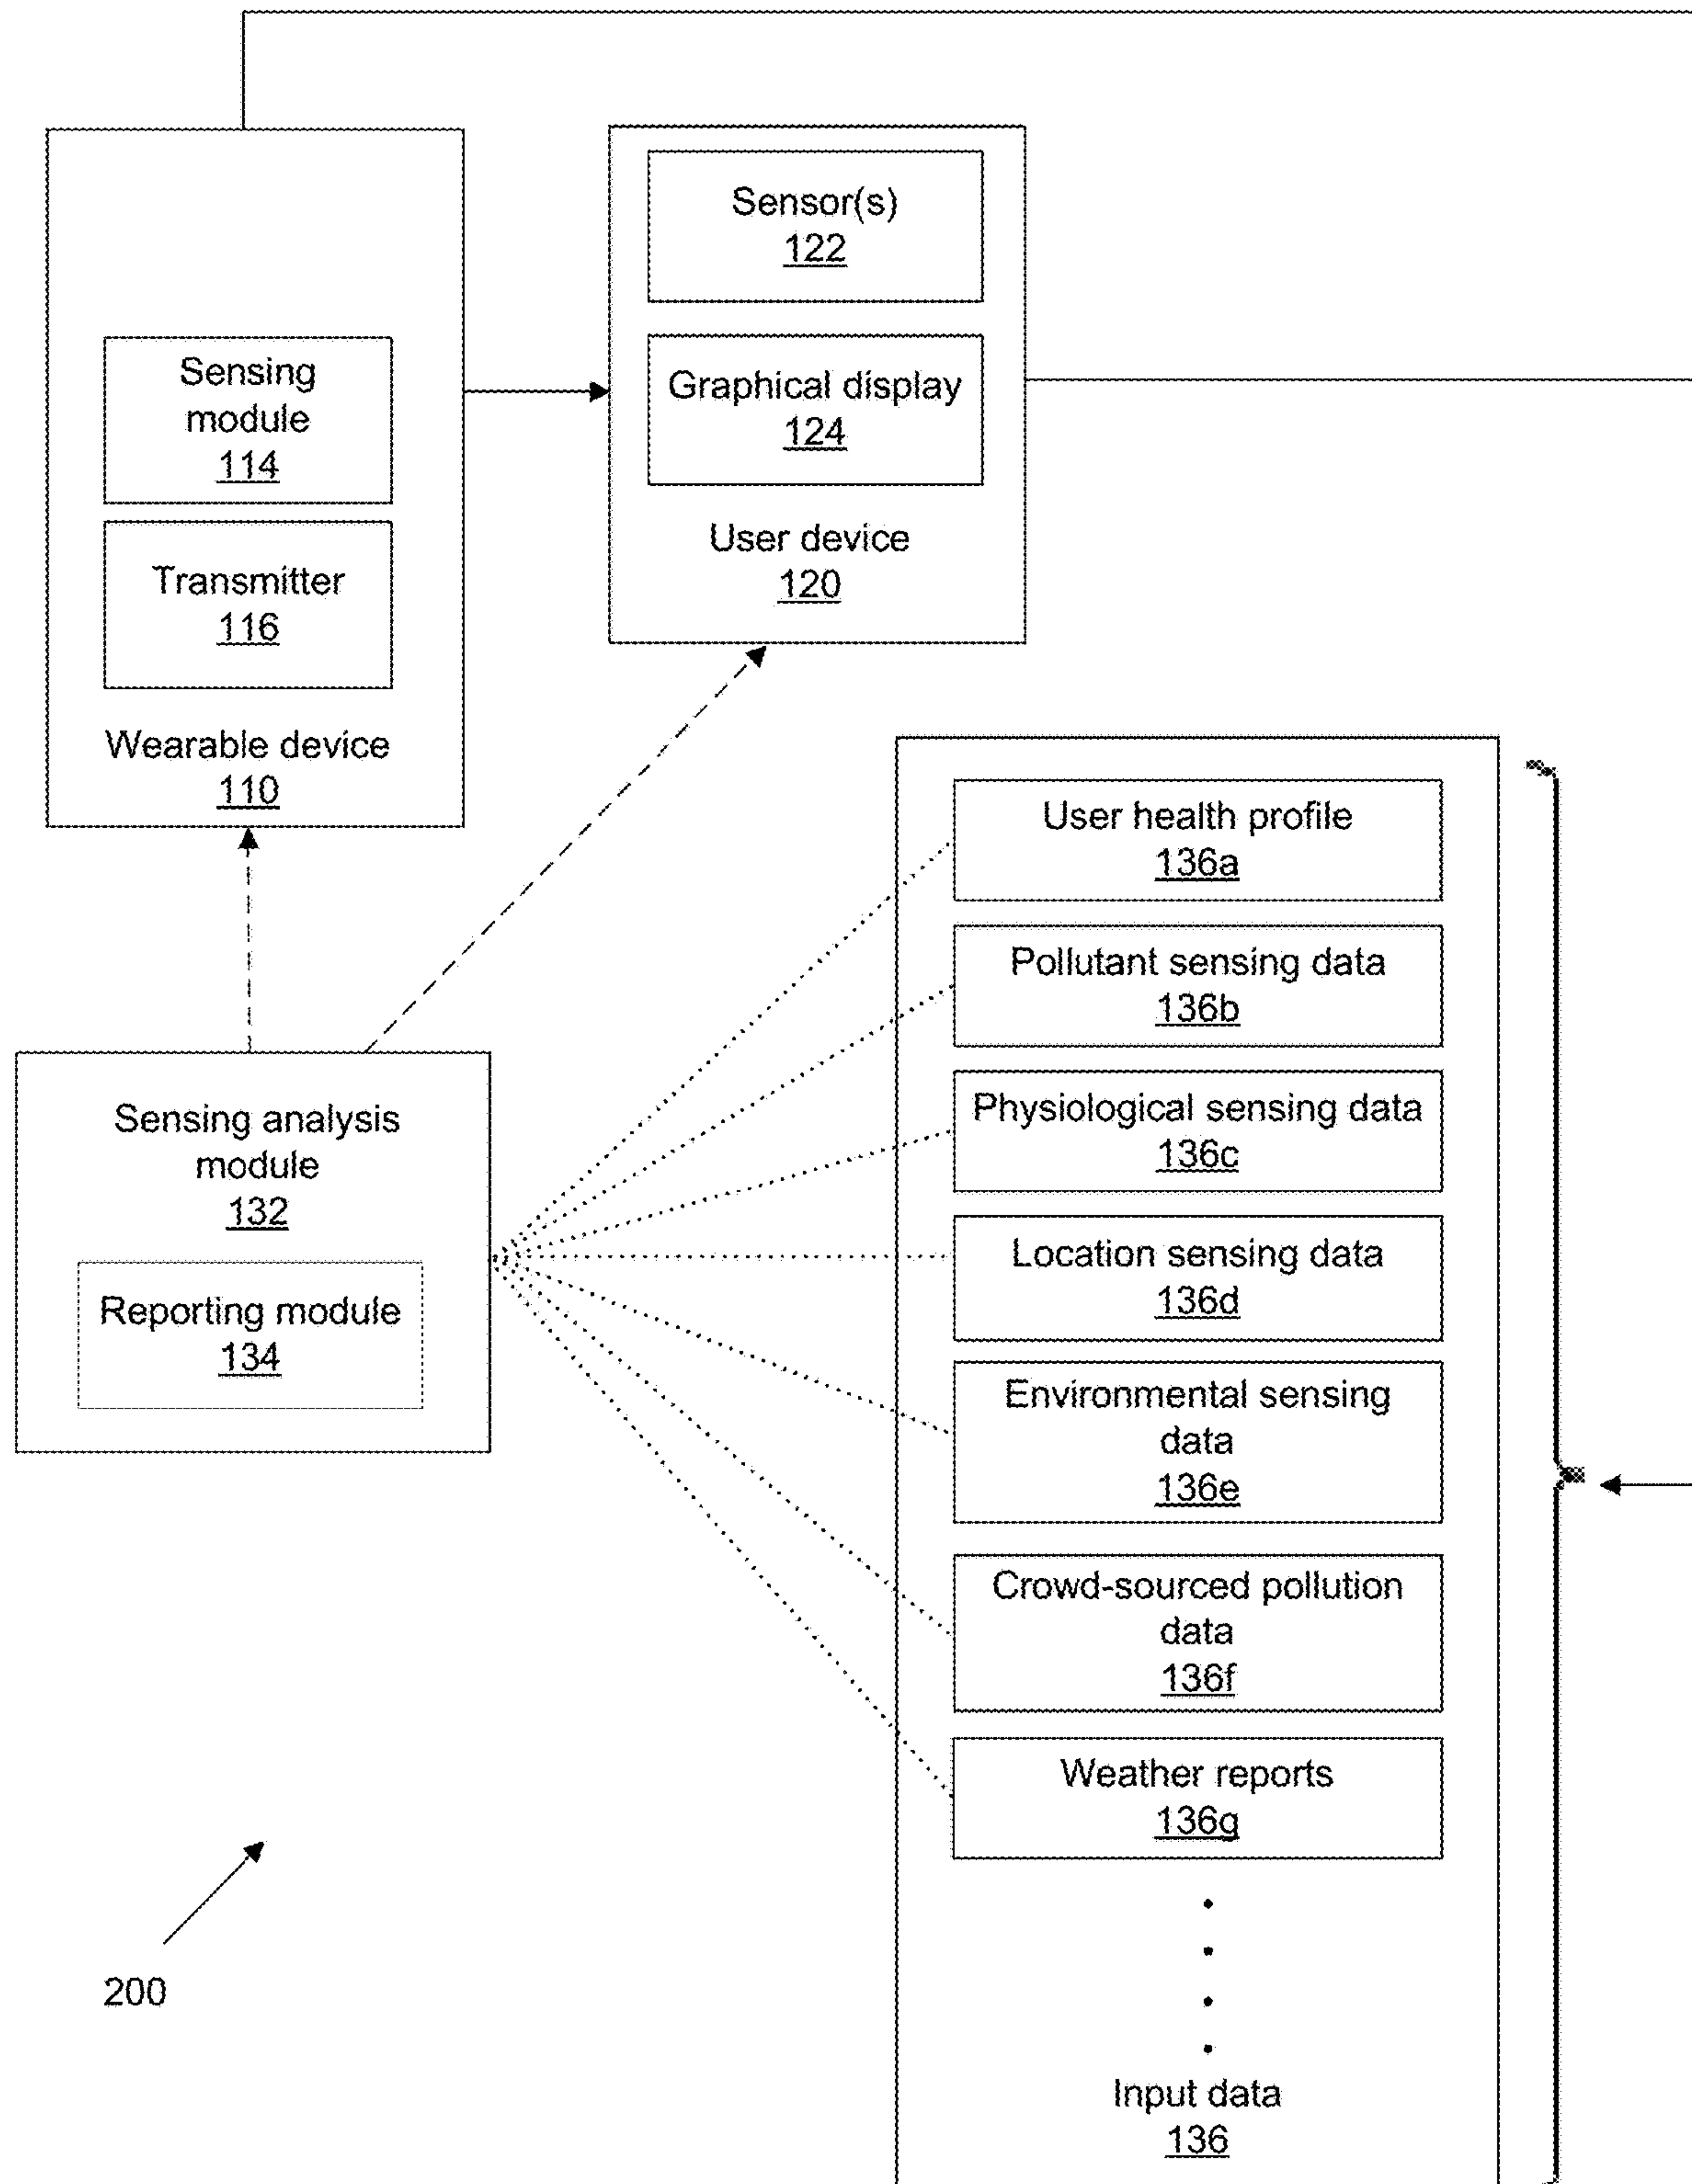 Sensing
module
114
Transmitter
116
Wearable device
110
Sensor(s)
122
Graphical display
124
User device
120
Sensing analysis
module
132
Reporting module
134
User health profile
136a
Pollutant sensing data
136b
Physiological sensing data
136c
Location sensing data
136d
Environmental sensing
data
136e
Crowd-sourced pollution
data
136f
Weather reports
136g
Input data
136
200